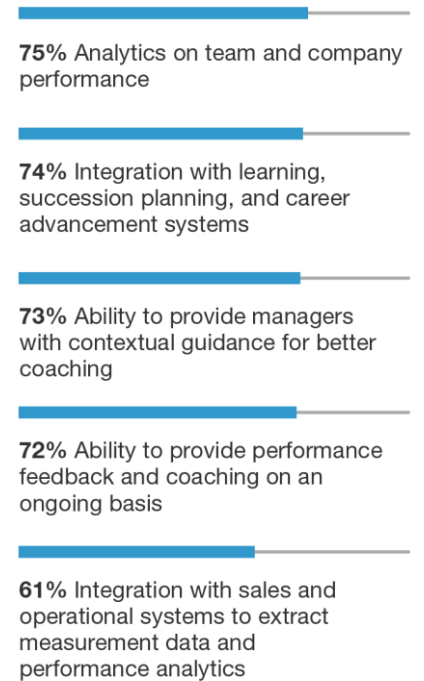 75% Analytics on team and company
performance
74% Integration with learning,
succession planning, and career
advancement systems
73% Ability to provide managers
with contextual guidance for better
coaching
72% Ability to provide performance
feedback and coaching on an
ongoing basis
61% Integration with sales and
operational systems to extract
measurement data and
performance analytics